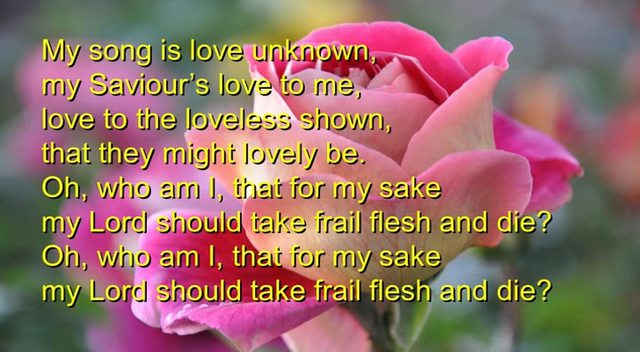 My song is love unknown,
my Saviour’s love to me,
love to the loveless shown,
that they might lovely be.
Oh, who am I, that for my sake
my Lord should take frail flesh and die?
Oh, who am I, that for my sake
my Lord should take frail flesh and die?